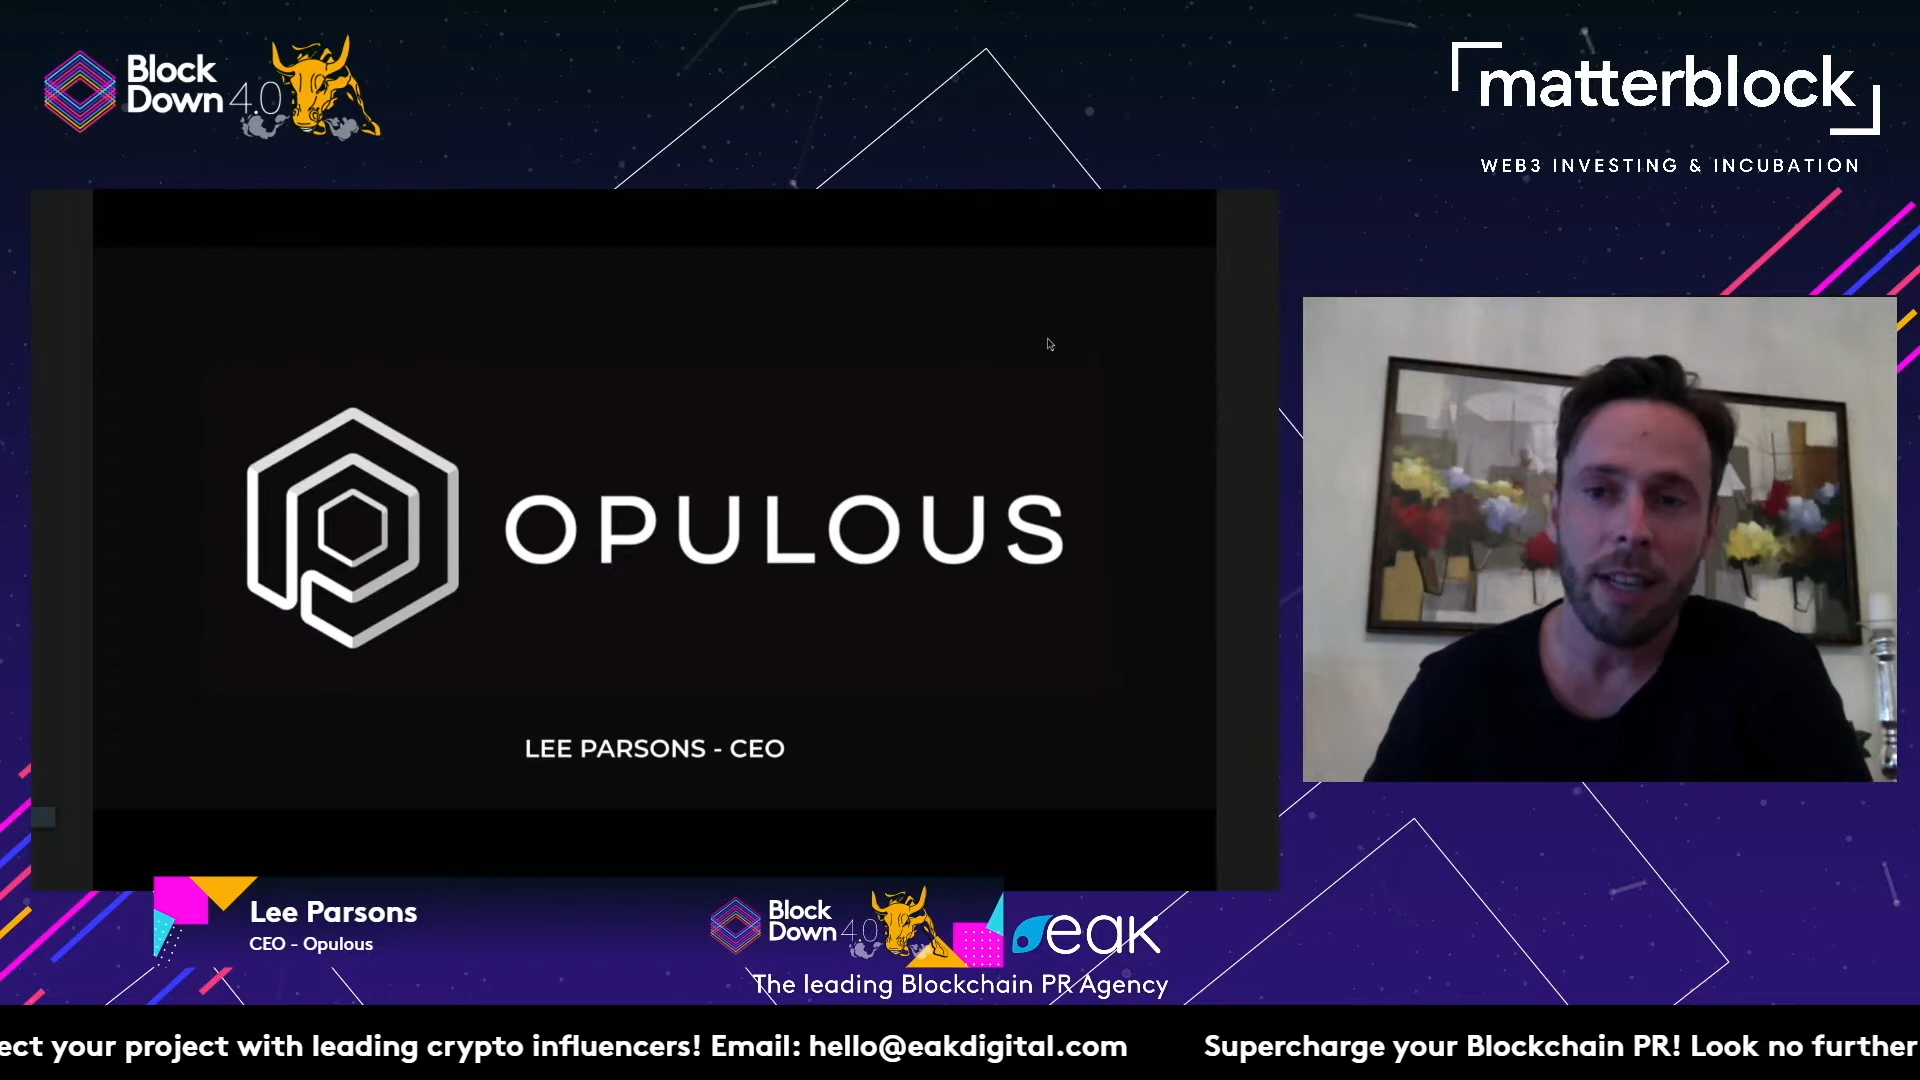 Block
Down 4.0
matterblock
WEB3 INVESTING & INCUBATION
OPULOUS
LEE PARSONS - CEO
Lee Parsons
CEO - Opulous
Block
Down 4.0
eak
The leading Blockchain PR Agency
ect your project with leading crypto influencers! Email: hello@eakdigital.com Supercharge your Blockchain PR! Look no further